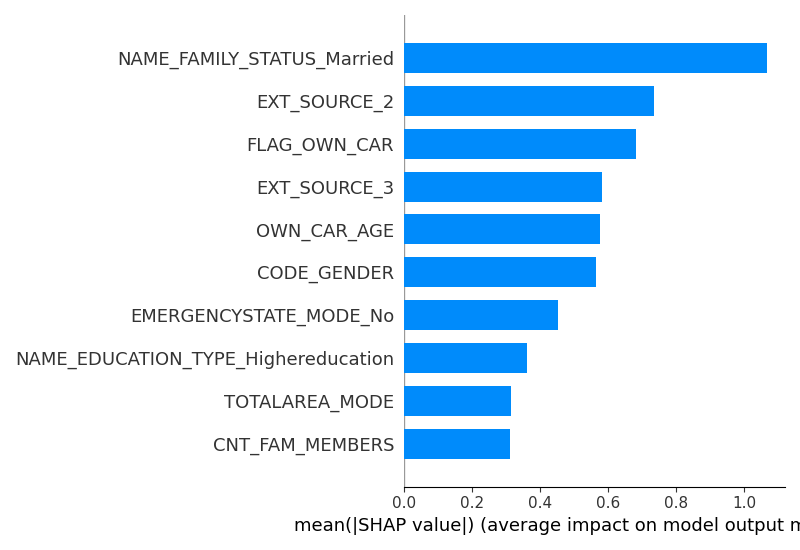 NAME_FAMILY_STATUS_Married
EXT_SOURCE_2
FLAG_OWN_CAR
EXT_SOURCE_3
OWN_CAR_AGE
CODE_GENDER
EMERGENCYSTATE_MODE_No
NAME_EDUCATION_TYPE_Highereducation
TOTALAREA_MODE
CNT_FAM_MEMBERS
0.0 0.2 0.4 0.6 0.8 1.0
mean(|SHAP value|) (average impact on model output m